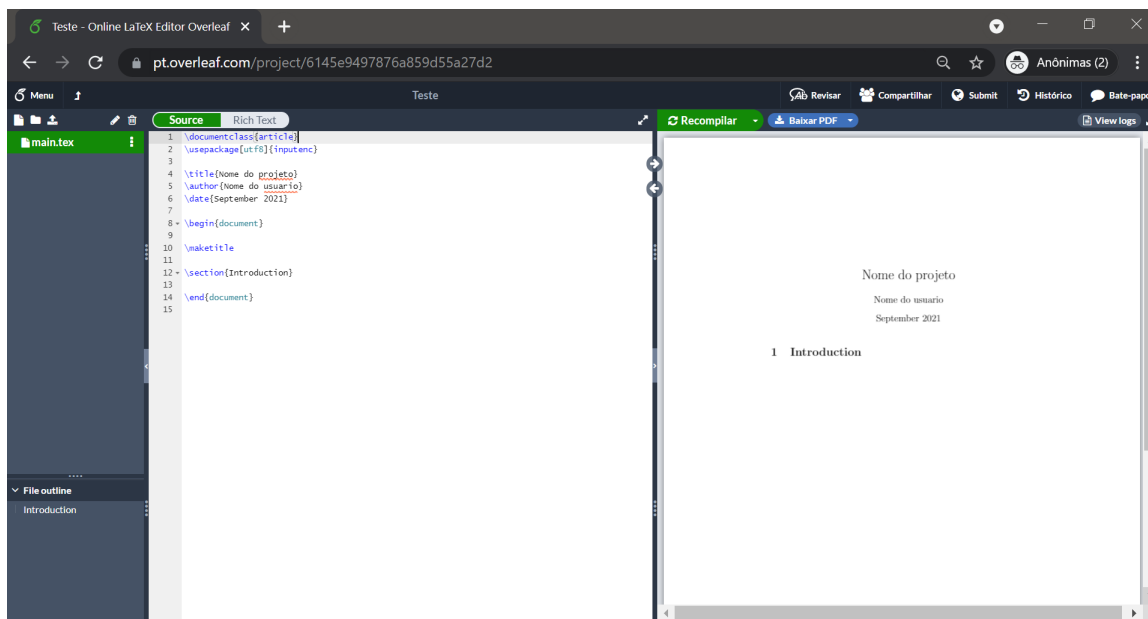 Teste - Online LaTeX Editor Overleaf
pt.overleaf.com/project/6145e9497876a859d55a27d2
Anônimas (2)
Menu
Teste
Revisar
Compartilhar
Submit
Histórico
Bate-papo
Source
Rich Text
Recompilar
Baixar PDF
View logs
main.tex
1 \documentclass{article}
2 \usepackage[utf8]{inputenc}
3
4 \title{Nome do projeto}
5 \author{Nome do usuario}
6 \date{September 2021}
7
8 \begin{document}
9
10 \maketitle
11
12 \section{Introduction}
13
14 \end{document}
15
File outline
Introduction
Nome do projeto
Nome do usuario
September 2021
1 Introduction